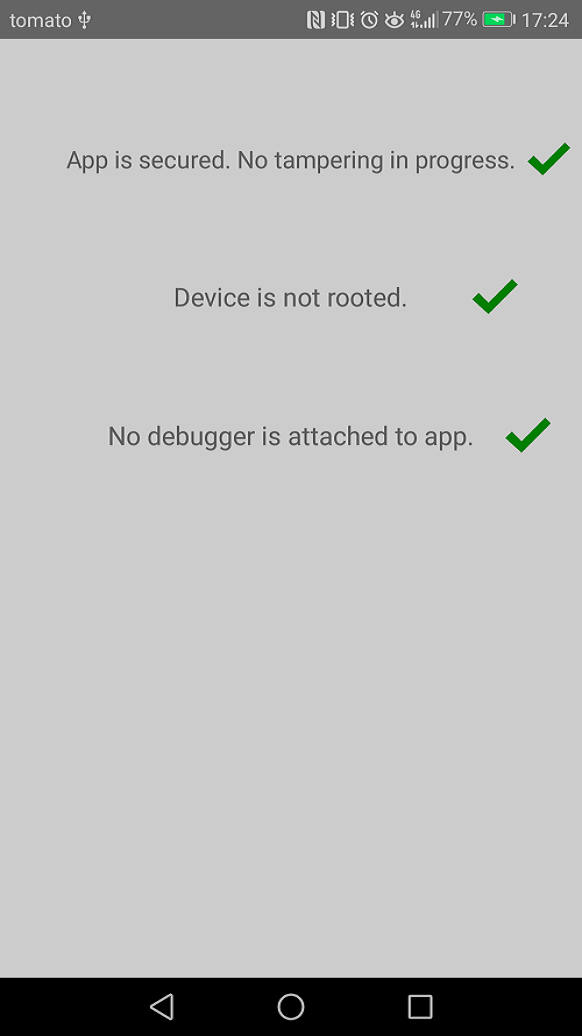 tomato 4G 77% 17:24
App is secured. No tampering in progress.
Device is not rooted.
No debugger is attached to app.